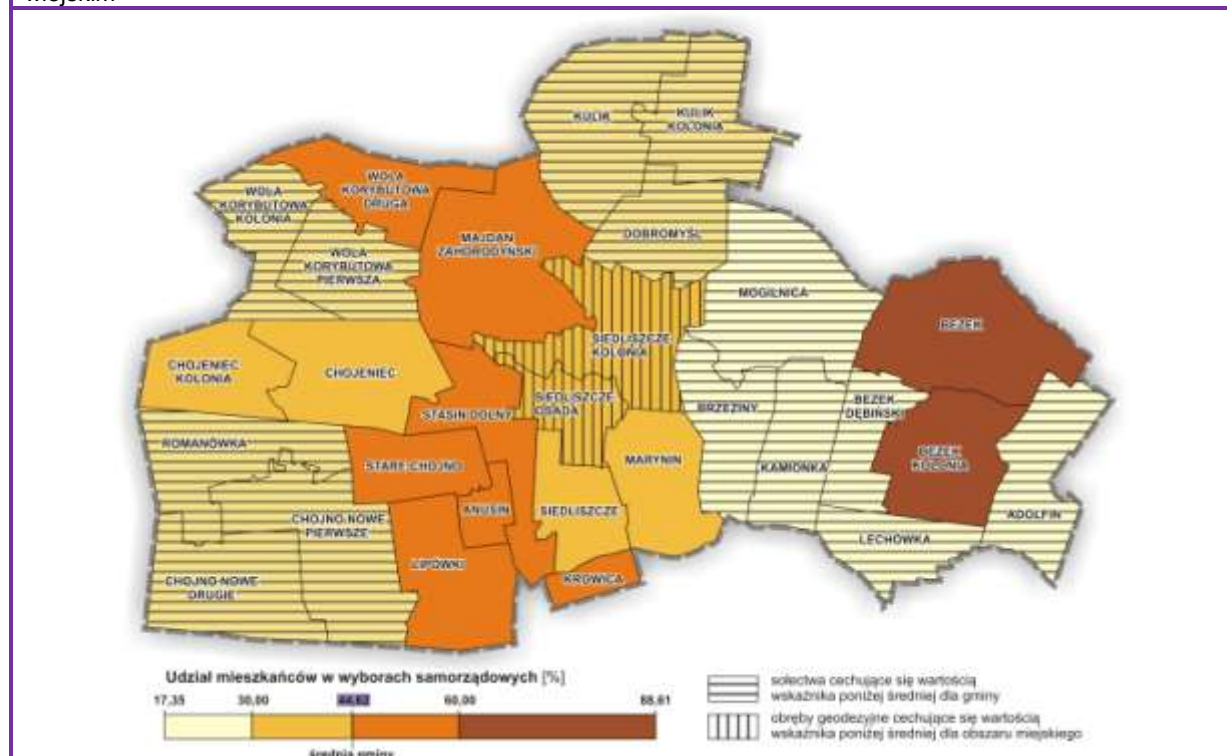 KULIK
KULIK
KOLONIA
WOLA
KORYBUTOWA
DRUGA
WOLA
KORYBUTOWA
KOLONIA
MAJDAN
ZAHORODYŃSKI
DOBROMYŚL
WOLA
KORYBUTOWA
PIERWSZA
MOGILNICA
BEZEK
SIEDLISZCZE
KOLONIA
CHOJENIEC
KOLONIA
CHOJENIEC
SIEDLISZCZE
OSADA
BRZEZINY
BEZEK
DĘBIŃSKI
STASIN DOLNY
ROMANÓWKA
STARE CHOJNO
MARYNIN
KAMIONKA
BEZEK
KOLONIA
ANUSIN
SIEDLISZCZE
ADOLFIN
CHOJNO NOWE
PIERWSZE
LECHÓWKA
LIPÓWKI
KROWICA
CHOJNO NOWE
DRUGIE
Udział mieszkańców w wyborach samorządowych [%]
17,35 30,00 44,63 60,00 88,61
średnia gminy
sołectwa cechujące się wartością
wskaźnika poniżej średniej dla gminy
obręby geodezyjne cechujące się wartością
wskaźnika poniżej średniej dla obszaru miejskiego